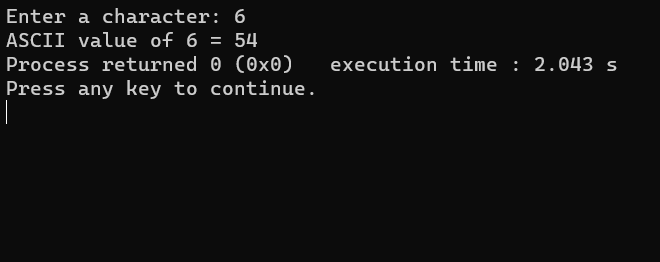 Enter a character: 6
ASCII value of 6 = 54
Process returned 0 (0x0)   execution time : 2.043 s
Press any key to continue.